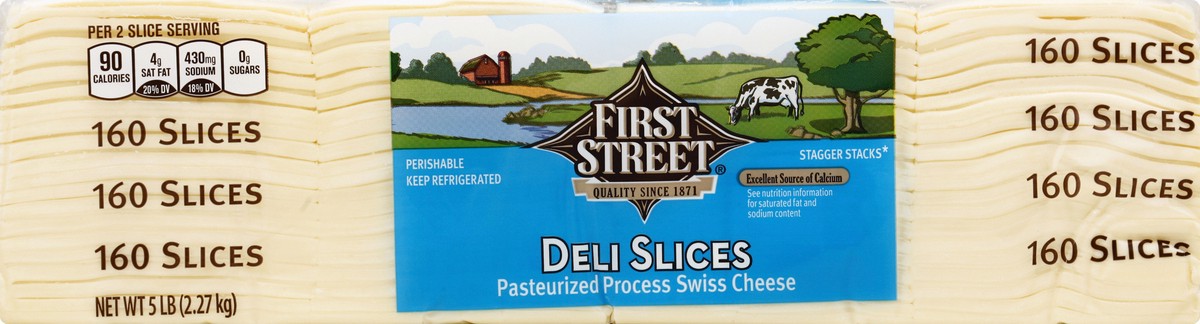 PER 2 SLICE SERVING
90 CALORIES
4g SAT FAT 20% DV
430mg SODIUM 18% DV
0g SUGARS
160 SLICES
160 SLICES
160 SLICES
NET WT 5 LB (2.27 kg)
FIRST
STREET®
QUALITY SINCE 1871
PERISHABLE
KEEP REFRIGERATED
STAGGER STACKS*
Excellent Source of Calcium
See nutrition information
for saturated fat and
sodium content
DELI SLICES
Pasteurized Process Swiss Cheese
160 SLICES
160 SLICES
160 SLICES
160 SLICES